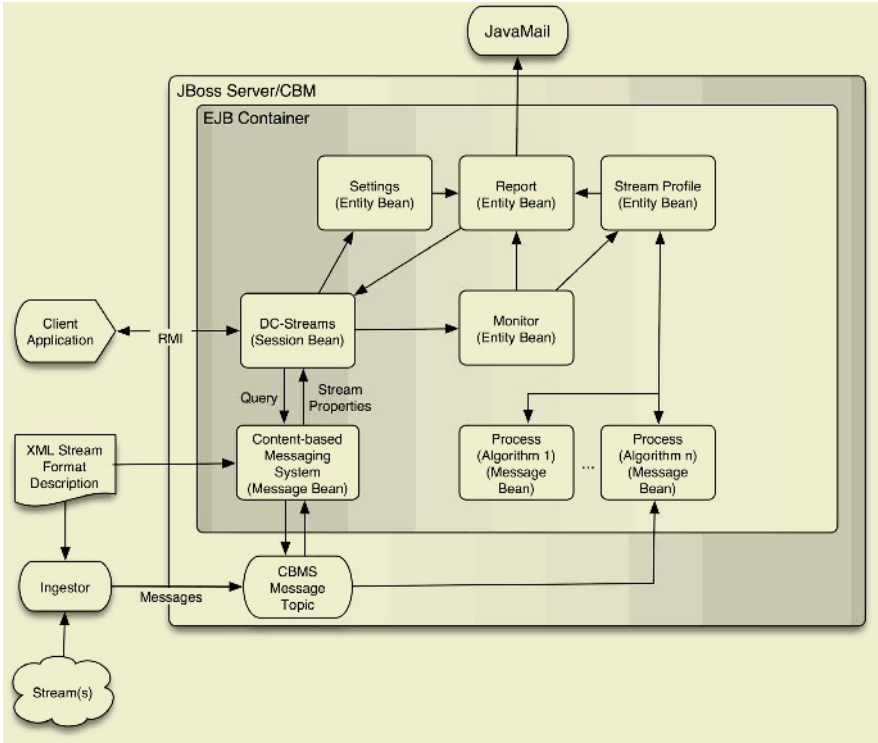 JavaMail
JBoss Server/CBM
EJB Container
Settings
(Entity Bean)
Report
(Entity Bean)
Stream Profile
(Entity Bean)
Client
Application
RMI
DC-Streams
(Session Bean)
Monitor
(Entity Bean)
Query
Stream
Properties
XML Stream
Format
Description
Content-based
Messaging
System
(Message Bean)
Process
(Algorithm 1)
(Message
Bean)
...
Process
(Algorithm n)
(Message
Bean)
Ingestor
Messages
CBMS
Message
Topic
Stream(s)